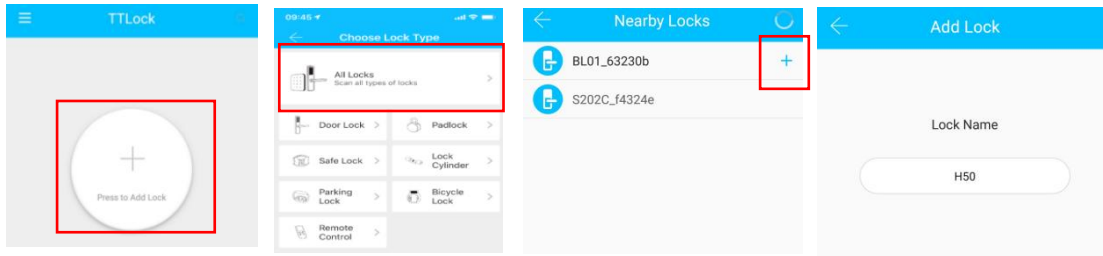 TTLock
Press to Add Lock
09:45
Choose Lock Type
All Locks
Scan all types of locks
Door Lock
Padlock
Safe Lock
Lock
Cylinder
Parking
Lock
Bicycle
Lock
Remote
Control
Nearby Locks
BL01_63230b
S202C_f4324e
Add Lock
Lock Name
H50